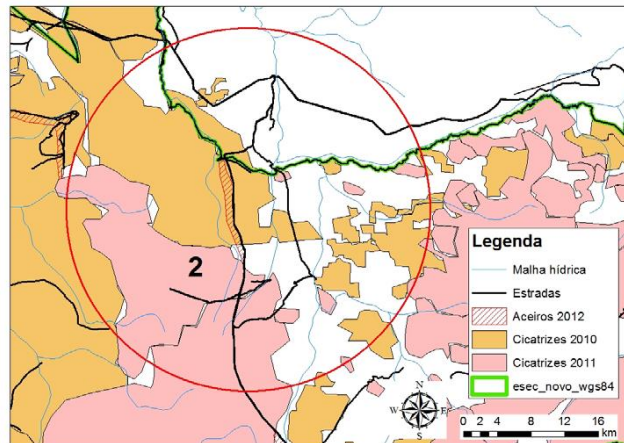 2
Legenda
Malha hídrica
Estradas
Aceiros 2012
Cicatrizes 2010
Cicatrizes 2011
esec_novo_wgs84
N
W E
S
0 2 4 8 12 16
km